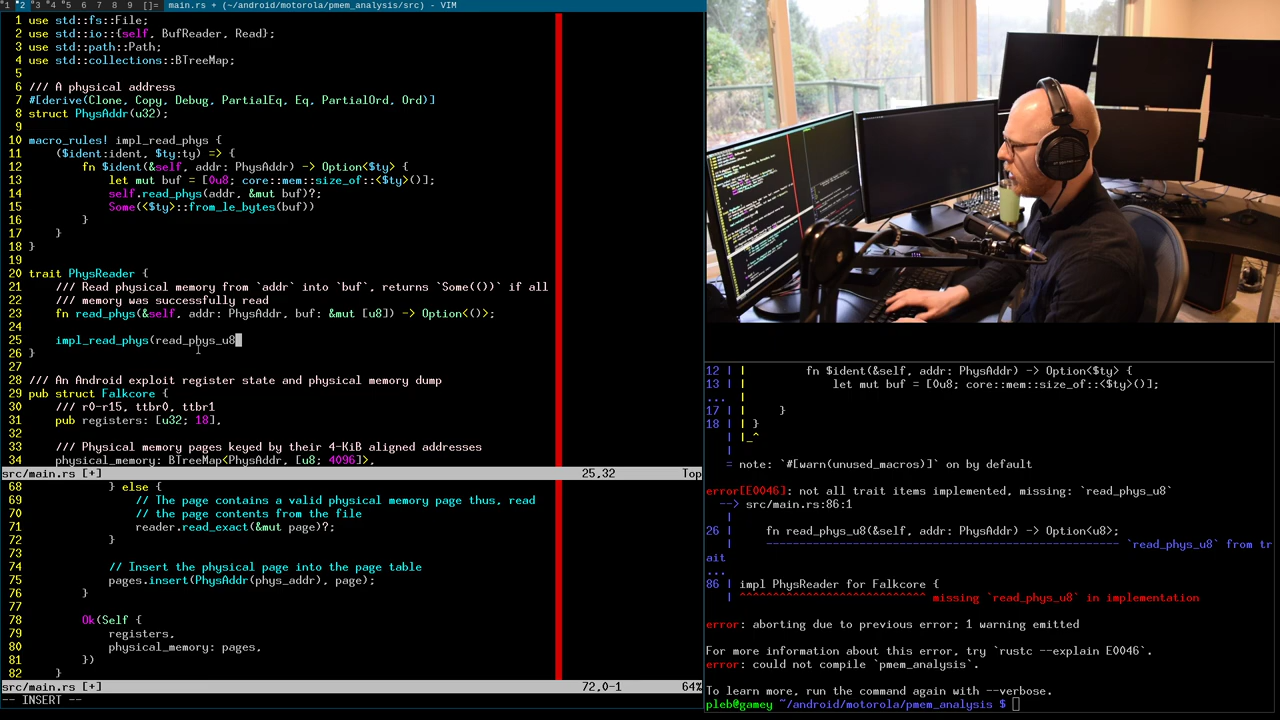 1 2 3 4 5 6 7 8 9 []= main.rs + (~/android/motorola/pmem_analysis/src) - VIM
1 use std::fs::File;
2 use std::io::{self, BufReader, Read};
3 use std::path::Path;
4 use std::collections::BTreeMap;
5
6 /// A physical address
7 #[derive(Clone, Copy, Debug, PartialEq, Eq, PartialOrd, Ord)]
8 struct PhysAddr(u32);
9
10 macro_rules! impl_read_phys {
11     ($ident:ident, $ty:ty) => {
12         fn $ident(&self, addr: PhysAddr) -> Option<$ty> {
13             let mut buf = [0u8; core::mem::size_of::<$ty>()];
14             self.read_phys(addr, &mut buf)?;
15             Some(<$ty>::from_le_bytes(buf))
16         }
17     }
18 }
19
20 trait PhysReader {
21     /// Read physical memory from `addr` into `buf`, returns `Some(())` if all
22     /// memory was successfully read
23     fn read_phys(&self, addr: PhysAddr, buf: &mut [u8]) -> Option<()>;
24
25     impl_read_phys(read_phys_u8
26 }
27
28 /// An Android exploit register state and physical memory dump
29 pub struct Falkcore {
30     /// r0-r15, ttbr0, ttbr1
31     pub registers: [u32; 18],
32
33     /// Physical memory pages keyed by their 4-KiB aligned addresses
34     physical_memory: BTreeMap<PhysAddr, [u8; 4096]>,
src/main.rs [+] 25,32 Top
68             } else {
69                 // The page contains a valid physical memory page thus, read
70                 // the page contents from the file
71                 reader.read_exact(&mut page)?;
72             }
73
74             // Insert the physical page into the page table
75             pages.insert(PhysAddr(phys_addr), page);
76         }
77
78         Ok(Self {
79             registers,
80             physical_memory: pages,
81         })
82     }
src/main.rs [+] 72,0-1 64%
-- INSERT --
12 | |         fn $ident(&self, addr: PhysAddr) -> Option<$ty> {
13 | |             let mut buf = [0u8; core::mem::size_of::<$ty>()];
... |
17 | |     }
18 | | }
   | |_^
   |
   = note: `#[warn(unused_macros)]` on by default
error[E0046]: not all trait items implemented, missing: `read_phys_u8`
  --> src/main.rs:86:1
   |
26 |     fn read_phys_u8(&self, addr: PhysAddr) -> Option<u8>;
   |     ----------------------------------------------------- `read_phys_u8` from tr
ait
...
86 | impl PhysReader for Falkcore {
   | ^^^^^^^^^^^^^^^^^^^^^^^^^^^^ missing `read_phys_u8` in implementation
error: aborting due to previous error; 1 warning emitted
For more information about this error, try `rustc --explain E0046`.
error: could not compile `pmem_analysis`.
To learn more, run the command again with --verbose.
pleb@gamey ~/android/motorola/pmem_analysis $